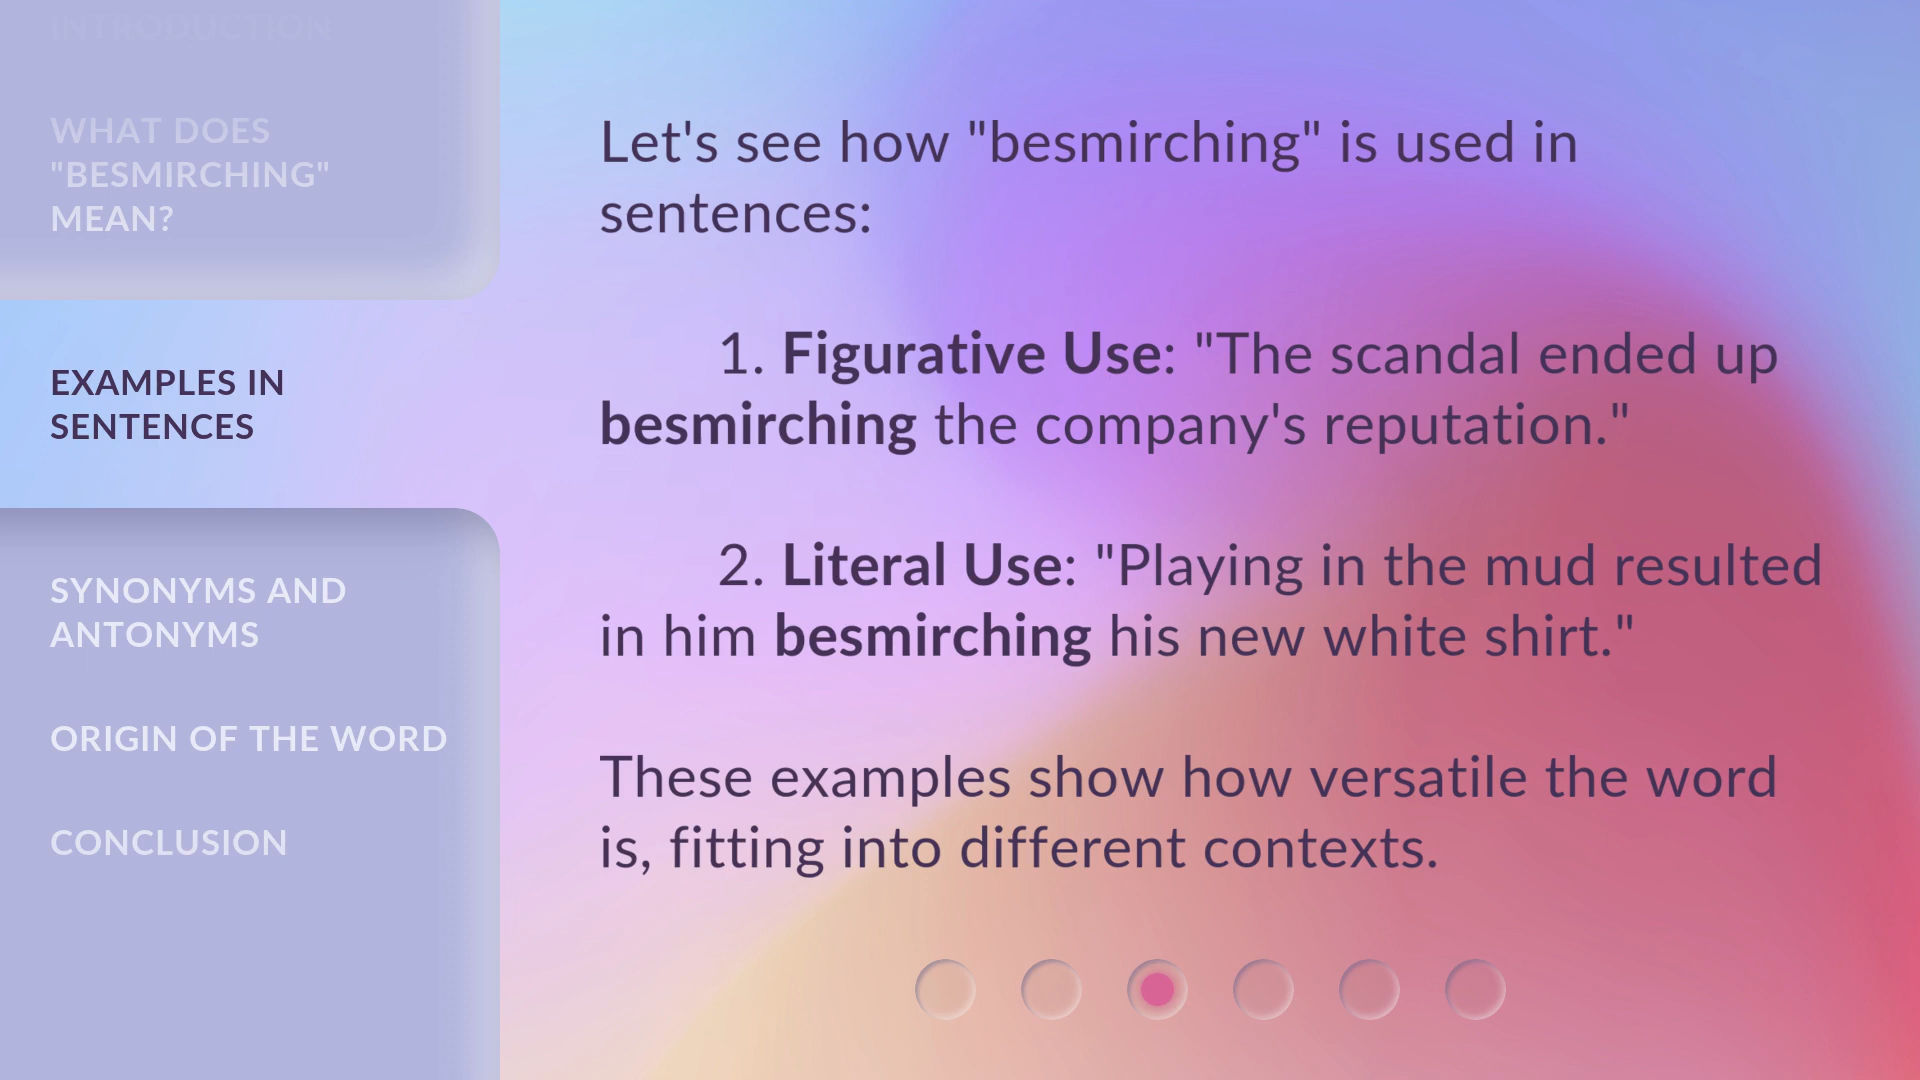 INTRODUCTION
WHAT DOES
"BESMIRCHING"
MEAN?
EXAMPLES IN
SENTENCES
SYNONYMS AND
ANTONYMS
ORIGIN OF THE WORD
CONCLUSION
Let's see how "besmirching" is used in
sentences:
1. Figurative Use: "The scandal ended up
besmirching the company's reputation."
2. Literal Use: "Playing in the mud resulted
in him besmirching his new white shirt."
These examples show how versatile the word
is, fitting into different contexts.